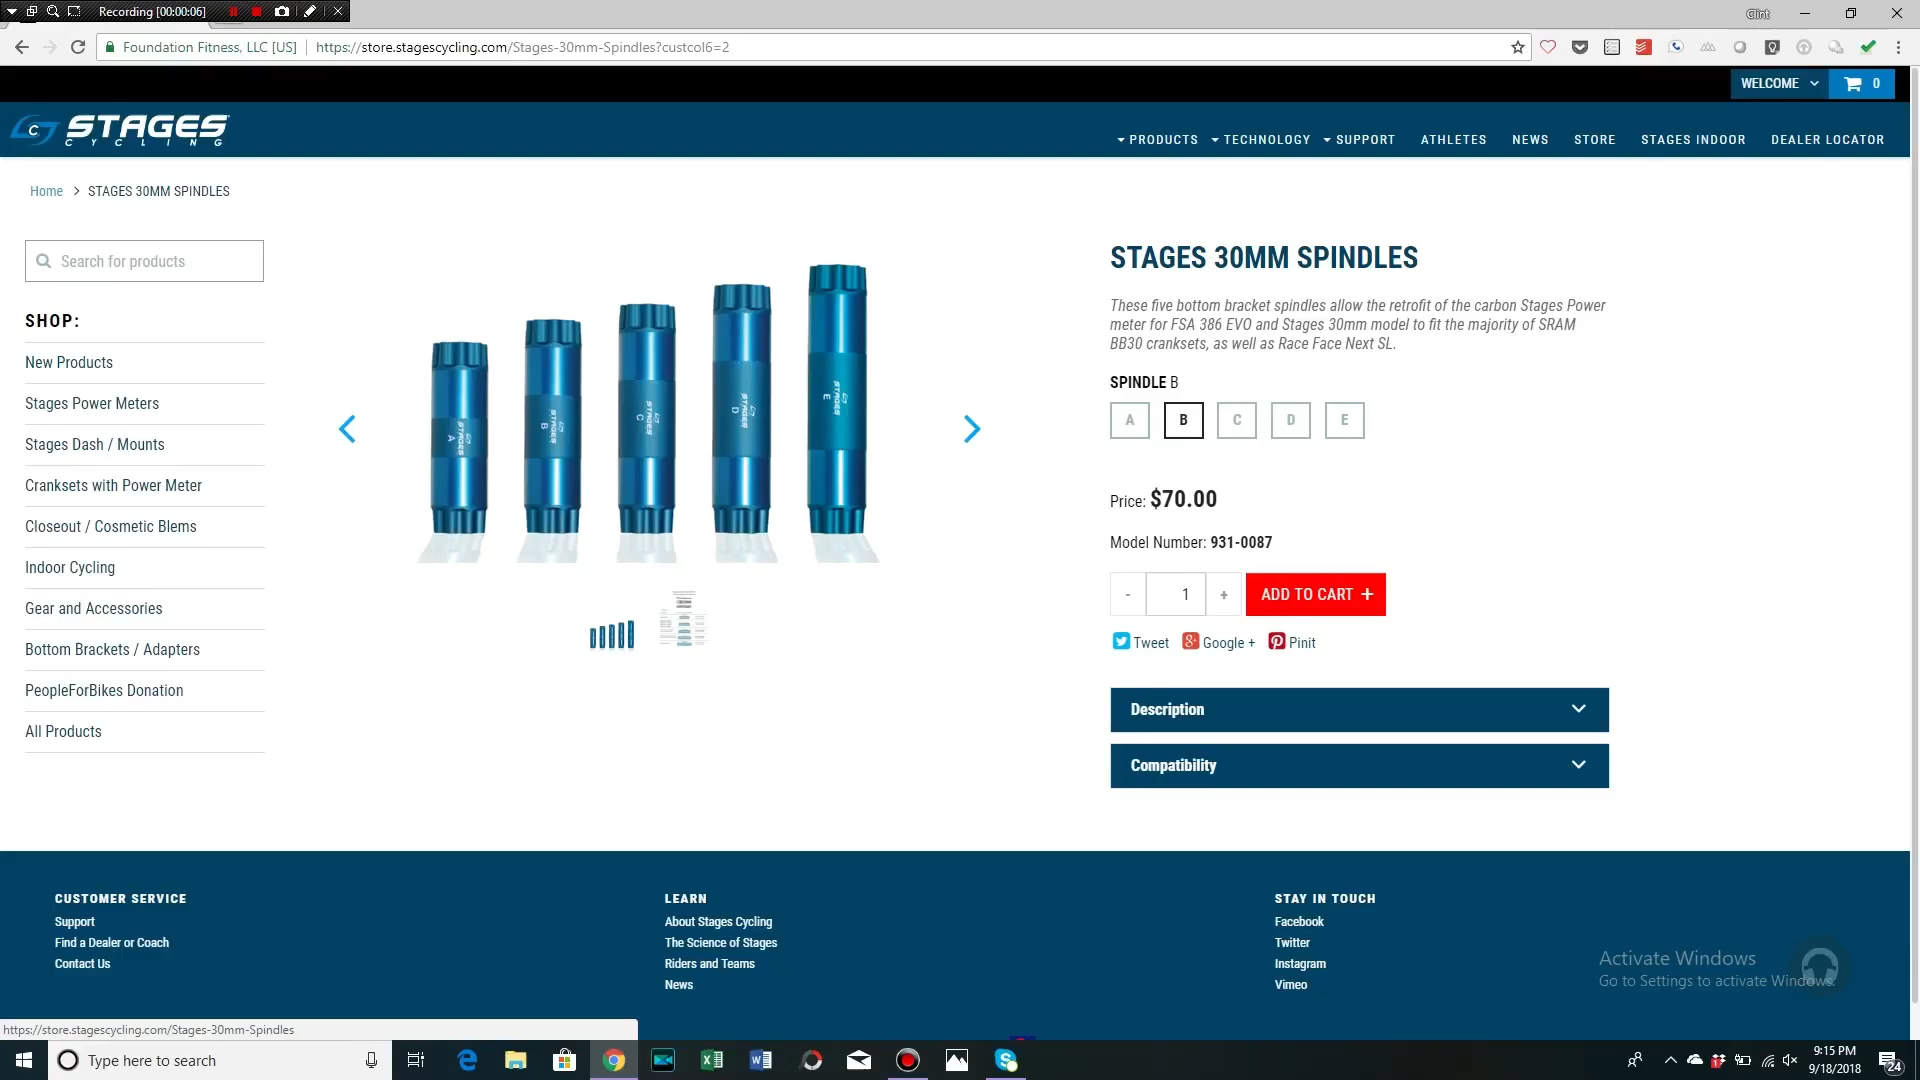 Recording [00:00:06]
Clint
Foundation Fitness, LLC [US]
https://store.stagescycling.com/Stages-30mm-Spindles?custcol6=2
WELCOME
0
STAGES
CYCLING
PRODUCTS
TECHNOLOGY
SUPPORT
ATHLETES
NEWS
STORE
STAGES INDOOR
DEALER LOCATOR
Home > STAGES 30MM SPINDLES
Search for products
SHOP:
New Products
Stages Power Meters
Stages Dash / Mounts
Cranksets with Power Meter
Closeout / Cosmetic Blems
Indoor Cycling
Gear and Accessories
Bottom Brackets / Adapters
PeopleForBikes Donation
All Products
A STAGES
B STAGES
C STAGES
D STAGES
E STAGES
STAGES 30MM SPINDLES
These five bottom bracket spindles allow the retrofit of the carbon Stages Power
meter for FSA 386 EVO and Stages 30mm model to fit the majority of SRAM
BB30 cranksets, as well as Race Face Next SL.
SPINDLE B
A B C D E
Price: $70.00
Model Number: 931-0087
- 1 + ADD TO CART +
Tweet Google + Pinit
Description
Compatibility
CUSTOMER SERVICE
Support
Find a Dealer or Coach
Contact Us
LEARN
About Stages Cycling
The Science of Stages
Riders and Teams
News
STAY IN TOUCH
Facebook
Twitter
Instagram
Vimeo
Activate Windows
Go to Settings to activate Windows.
https://store.stagescycling.com/Stages-30mm-Spindles
Type here to search
9:15 PM
9/18/2018
24